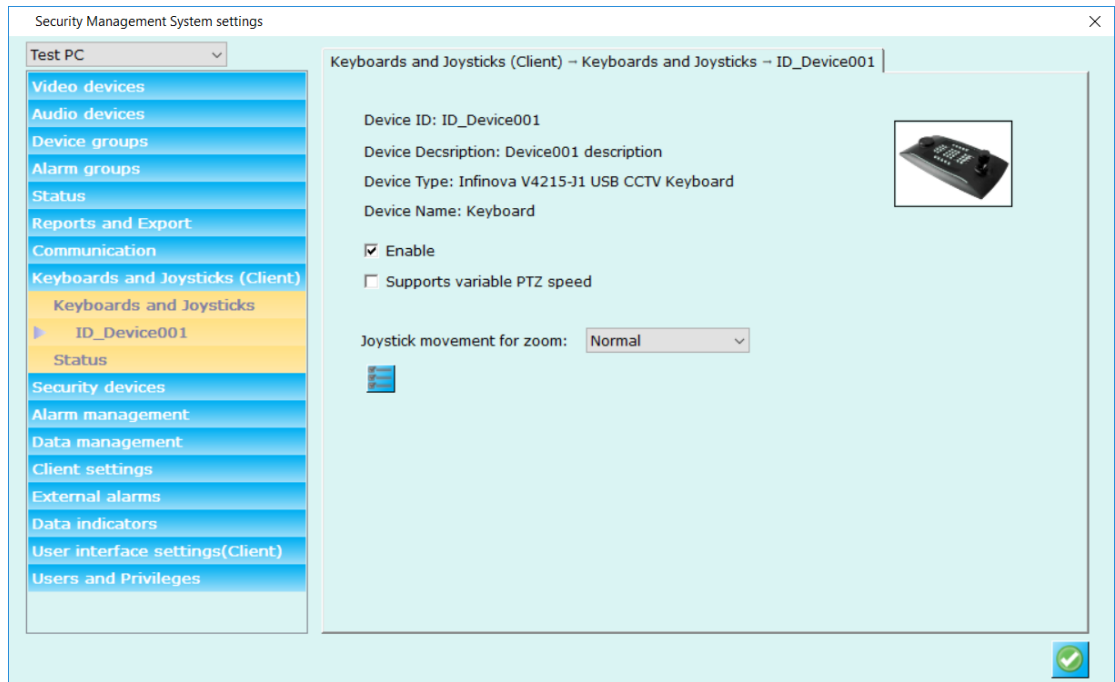 Security Management System settings
Test PC
Video devices
Audio devices
Device groups
Alarm groups
Status
Reports and Export
Communication
Keyboards and Joysticks (Client)
Keyboards and Joysticks
ID_Device001
Status
Security devices
Alarm management
Data management
Client settings
External alarms
Data indicators
User interface settings(Client)
Users and Privileges
Keyboards and Joysticks (Client) → Keyboards and Joysticks → ID_Device001
Device ID: ID_Device001
Device Decsription: Device001 description
Device Type: Infinova V4215-J1 USB CCTV Keyboard
Device Name: Keyboard
Enable
Supports variable PTZ speed
Joystick movement for zoom: Normal